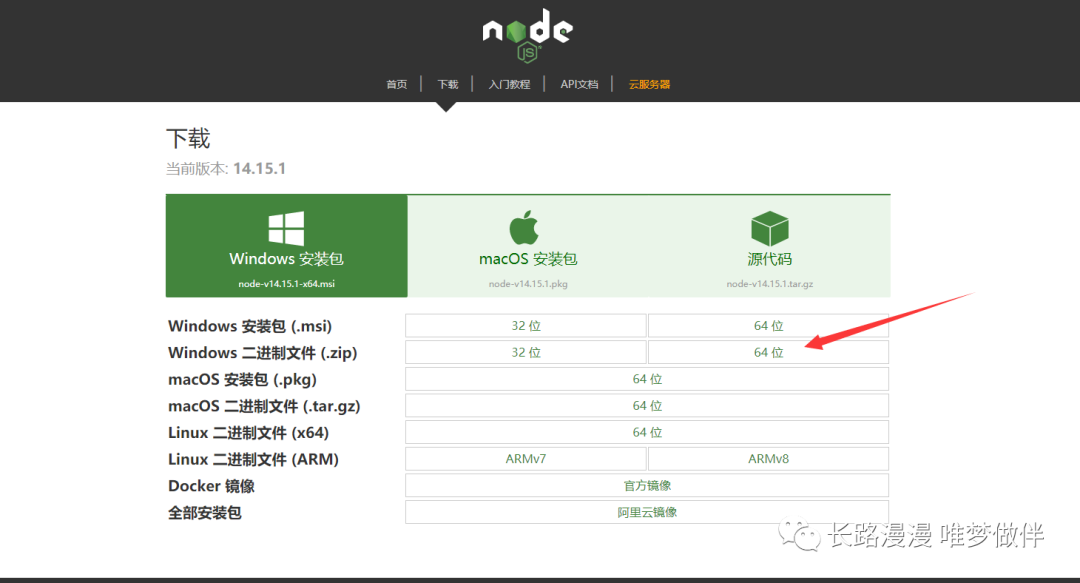 node
JS
首页 下载 入门教程 API文档 云服务器
下载
当前版本: 14.15.1
Windows 安装包
node-v14.15.1-x64.msi
macOS 安装包
node-v14.15.1.pkg
源代码
node-v14.15.1.tar.gz
Windows 安装包 (.msi) 32 位 64 位
Windows 二进制文件 (.zip) 32 位 64 位
macOS 安装包 (.pkg) 64 位
macOS 二进制文件 (.tar.gz) 64 位
Linux 二进制文件 (x64) 64 位
Linux 二进制文件 (ARM) ARMv7 ARMv8
Docker 镜像 官方镜像
全部安装包 阿里云镜像
长路漫漫 唯梦做伴